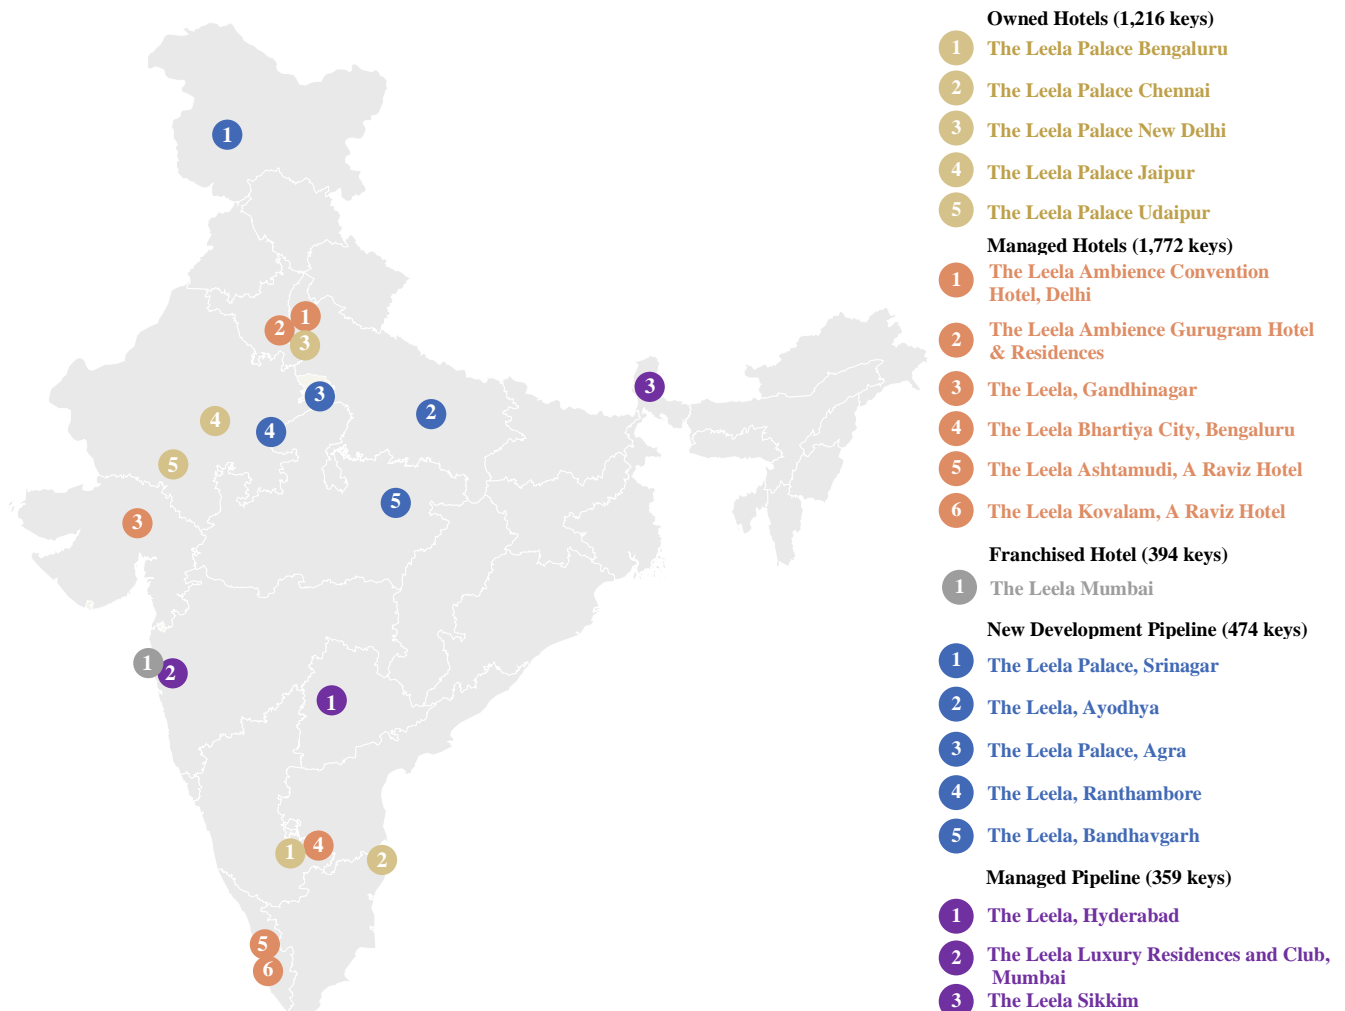 Owned Hotels (1,216 keys)
1 The Leela Palace Bengaluru
2 The Leela Palace Chennai
3 The Leela Palace New Delhi
4 The Leela Palace Jaipur
5 The Leela Palace Udaipur
Managed Hotels (1,772 keys)
1 The Leela Ambience Convention
Hotel, Delhi
2 The Leela Ambience Gurugram Hotel
& Residences
3 The Leela, Gandhinagar
4 The Leela Bhartiya City, Bengaluru
5 The Leela Ashtamudi, A Raviz Hotel
6 The Leela Kovalam, A Raviz Hotel
Franchised Hotel (394 keys)
1 The Leela Mumbai
New Development Pipeline (474 keys)
1 The Leela Palace, Srinagar
2 The Leela, Ayodhya
3 The Leela Palace, Agra
4 The Leela, Ranthambore
5 The Leela, Bandhavgarh
Managed Pipeline (359 keys)
1 The Leela, Hyderabad
2 The Leela Luxury Residences and Club,
Mumbai
3 The Leela Sikkim
1
1
2
3
3
3
2
4
4
5
5
3
1
2
1
1
4
2
5
6